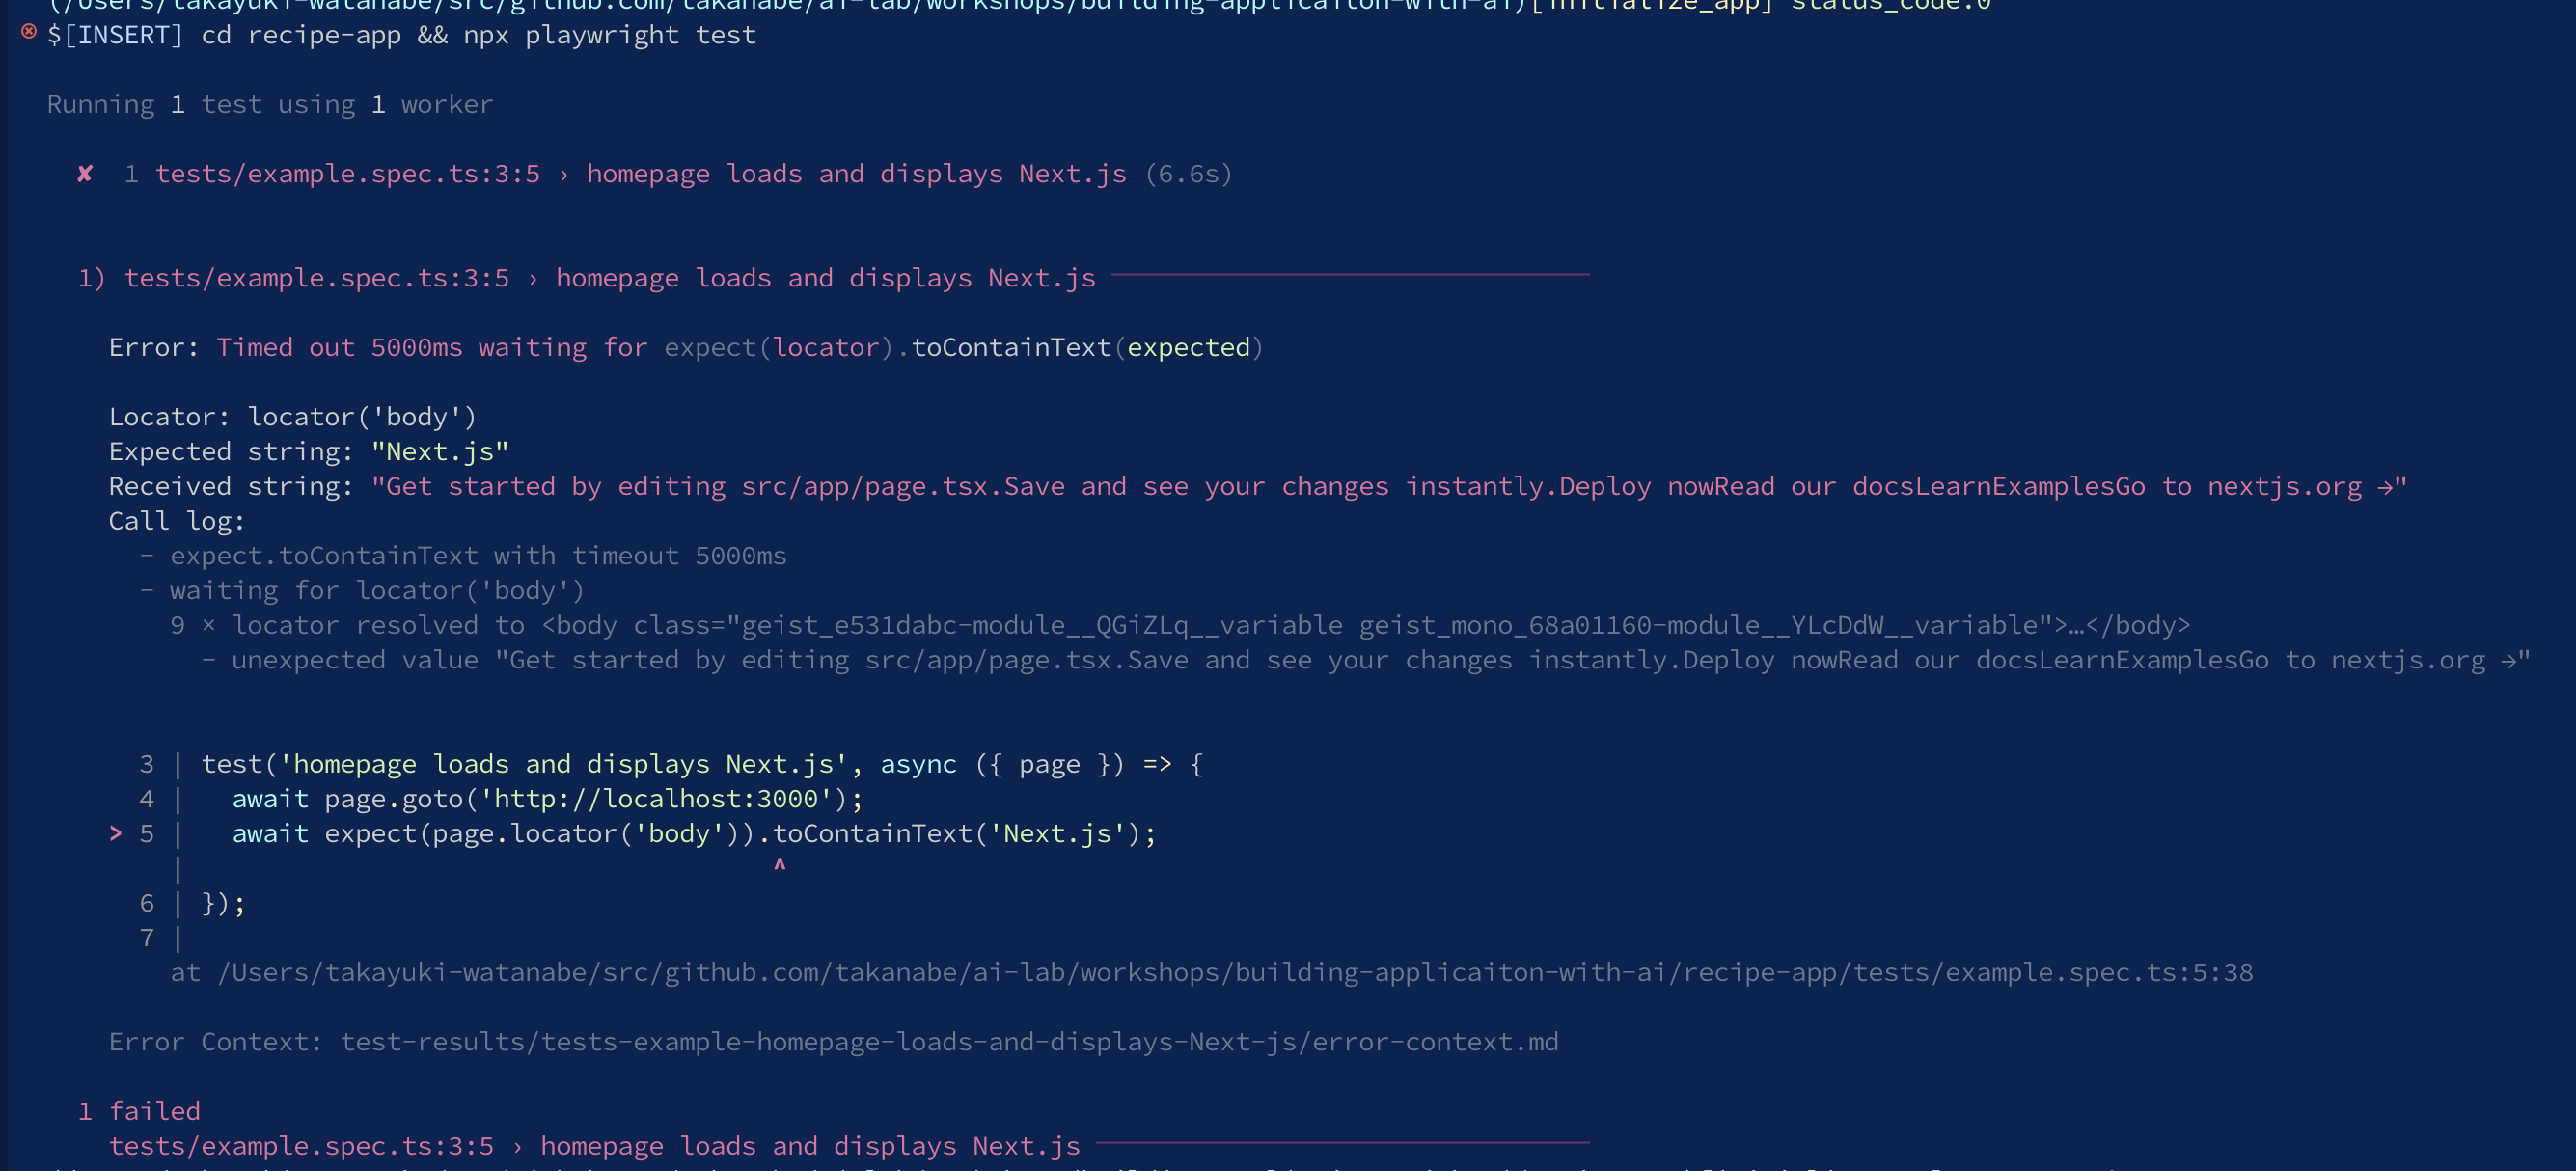 (/Users/takayuki-watanabe/src/github.com/takanabe/ai-lab/workshops/building-applicaiton-with-ai)[initialize_app] status_code:0
$[INSERT] cd recipe-app && npx playwright test
Running 1 test using 1 worker
✘ 1 tests/example.spec.ts:3:5 › homepage loads and displays Next.js (6.6s)
1) tests/example.spec.ts:3:5 › homepage loads and displays Next.js ───────────────────────────────
Error: Timed out 5000ms waiting for expect(locator).toContainText(expected)
Locator: locator('body')
Expected string: "Next.js"
Received string: "Get started by editing src/app/page.tsx.Save and see your changes instantly.Deploy nowRead our docsLearnExamplesGo to nextjs.org →"
Call log:
- expect.toContainText with timeout 5000ms
- waiting for locator('body')
9 × locator resolved to <body class="geist_e531dabc-module__QGiZLq__variable geist_mono_68a01160-module__YLcDdW__variable">…</body>
- unexpected value "Get started by editing src/app/page.tsx.Save and see your changes instantly.Deploy nowRead our docsLearnExamplesGo to nextjs.org →"
3 | test('homepage loads and displays Next.js', async ({ page }) => {
4 |   await page.goto('http://localhost:3000');
> 5 |   await expect(page.locator('body')).toContainText('Next.js');
|                                       ^
6 | });
7 |
at /Users/takayuki-watanabe/src/github.com/takanabe/ai-lab/workshops/building-applicaiton-with-ai/recipe-app/tests/example.spec.ts:5:38
Error Context: test-results/tests-example-homepage-loads-and-displays-Next-js/error-context.md
1 failed
tests/example.spec.ts:3:5 › homepage loads and displays Next.js ────────────────────────────────